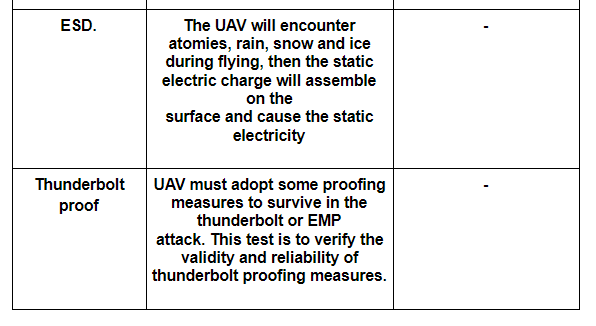 ESD.
The UAV will encounter
atomies, rain, snow and ice
during flying, then the static
electric charge will assemble
on the
surface and cause the static
electricity
-
Thunderbolt
proof
UAV must adopt some proofing
measures to survive in the
thunderbolt or EMP
attack. This test is to verify the
validity and reliability of
thunderbolt proofing measures.
-